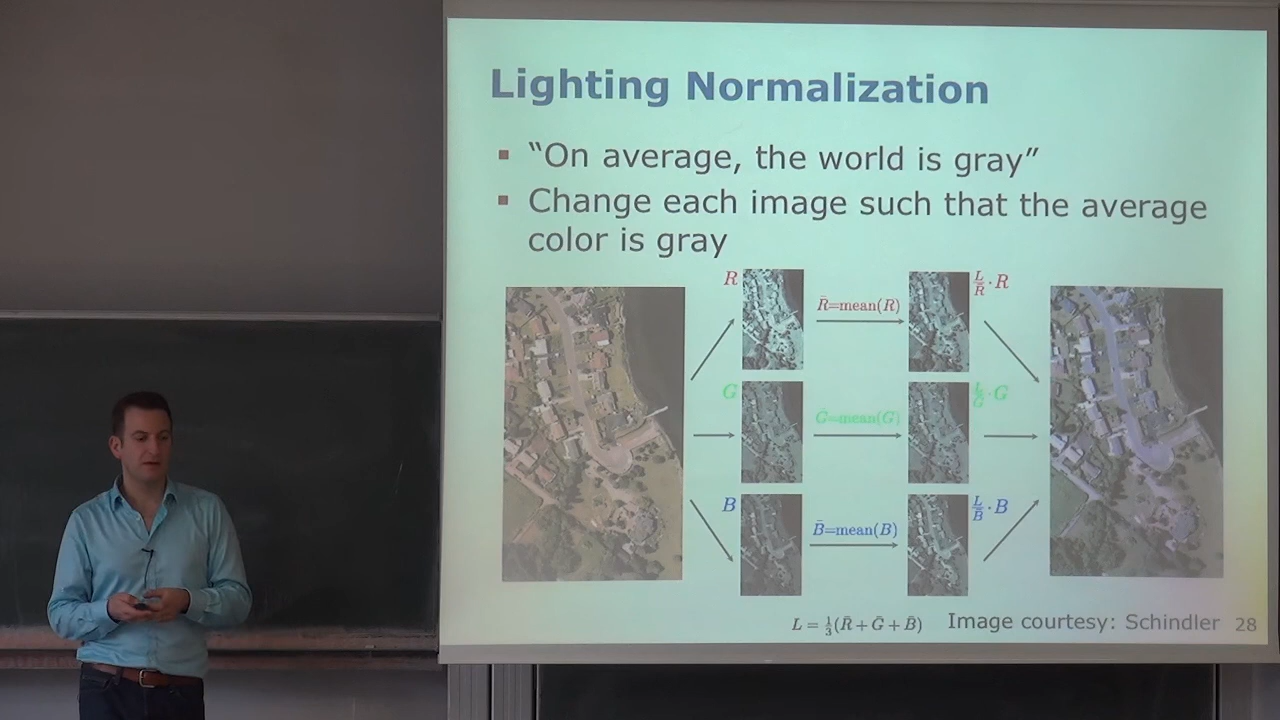 Lighting Normalization
▪ “On average, the world is gray”
▪ Change each image such that the average
color is gray
R
R̄=mean(R)
L/R̄ · R
G
Ḡ=mean(G)
L/Ḡ · G
B
B̄=mean(B)
L/B̄ · B
L = 1/3(R̄ + Ḡ + B̄)
Image courtesy: Schindler 28